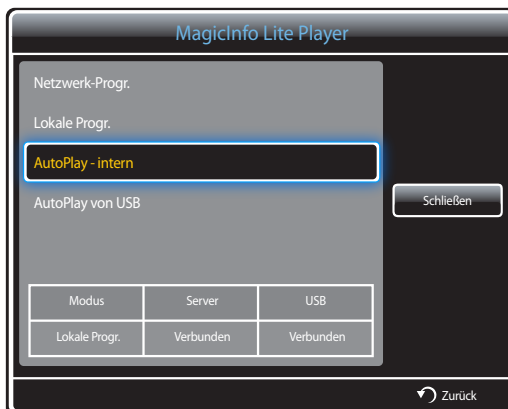 MagicInfo Lite Player
Netzwerk-Progr.
Lokale Progr.
AutoPlay - intern
AutoPlay von USB
Schließen
Modus Server USB
Lokale Progr. Verbunden Verbunden
Zurück